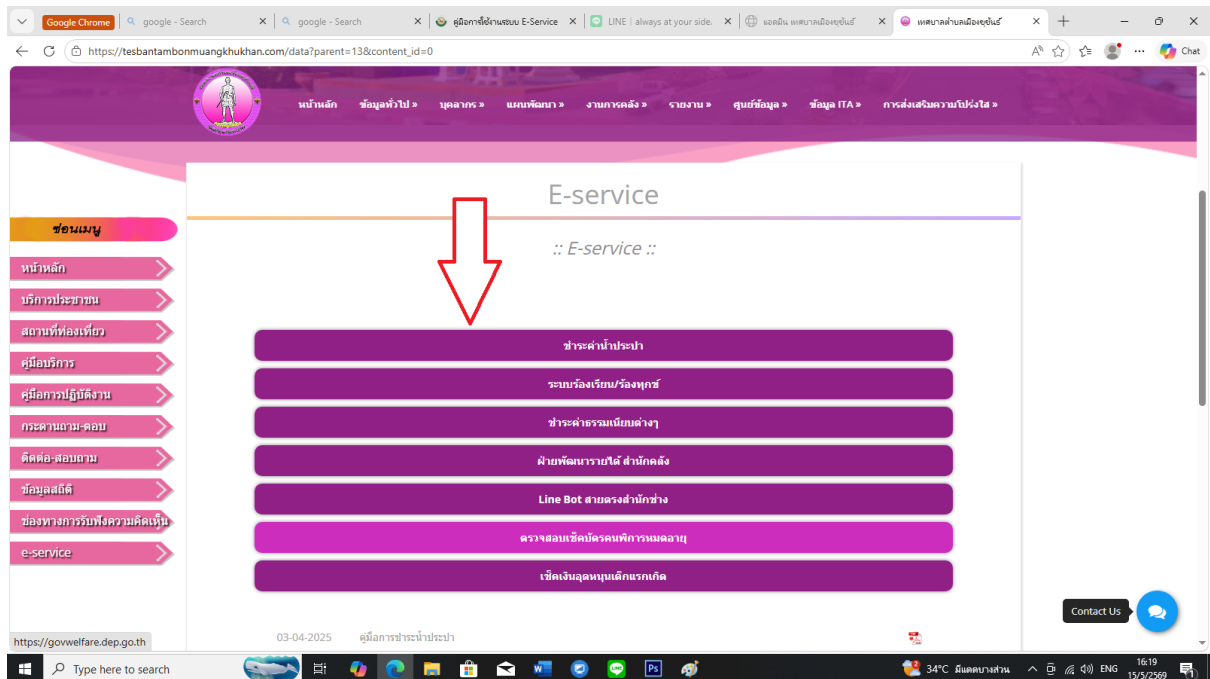 Google Chrome
google - Search
google - Search
คู่มือการใช้งานระบบ E-Service
LINE | always at your side.
แอดมิน เทศบาลเมืองขุขันธ์
เทศบาลตำบลเมืองขุขันธ์
https://tesbantambonmuangkhukhan.com/data?parent=13&content_id=0
Chat
หน้าหลัก ข้อมูลทั่วไป » บุคลากร » แผนพัฒนา » งานการคลัง » รายงาน » ศูนย์ข้อมูล » ข้อมูล ITA » การส่งเสริมความโปร่งใส »
E-service
:: E-service ::
ซ่อนเมนู
หน้าหลัก
บริการประชาชน
สถานที่ท่องเที่ยว
คู่มือบริการ
คู่มือการปฏิบัติงาน
กระดานถาม-ตอบ
ติดต่อ-สอบถาม
ข้อมูลสถิติ
ช่องทางการรับฟังความคิดเห็น
e-service
ชำระค่าน้ำประปา
ระบบร้องเรียน/ร้องทุกข์
ชำระค่าธรรมเนียมต่างๆ
ฝ่ายพัฒนารายได้ สำนักคลัง
Line Bot สายตรงสำนักช่าง
ตรวจสอบเช็คบัตรคนพิการหมดอายุ
เช็คเงินอุดหนุนเด็กแรกเกิด
03-04-2025 คู่มือการชำระน้ำประปา
Contact Us
https://govwelfare.dep.go.th
Type here to search
34°C มีแดดบางส่วน
ENG
16:19
15/5/2569